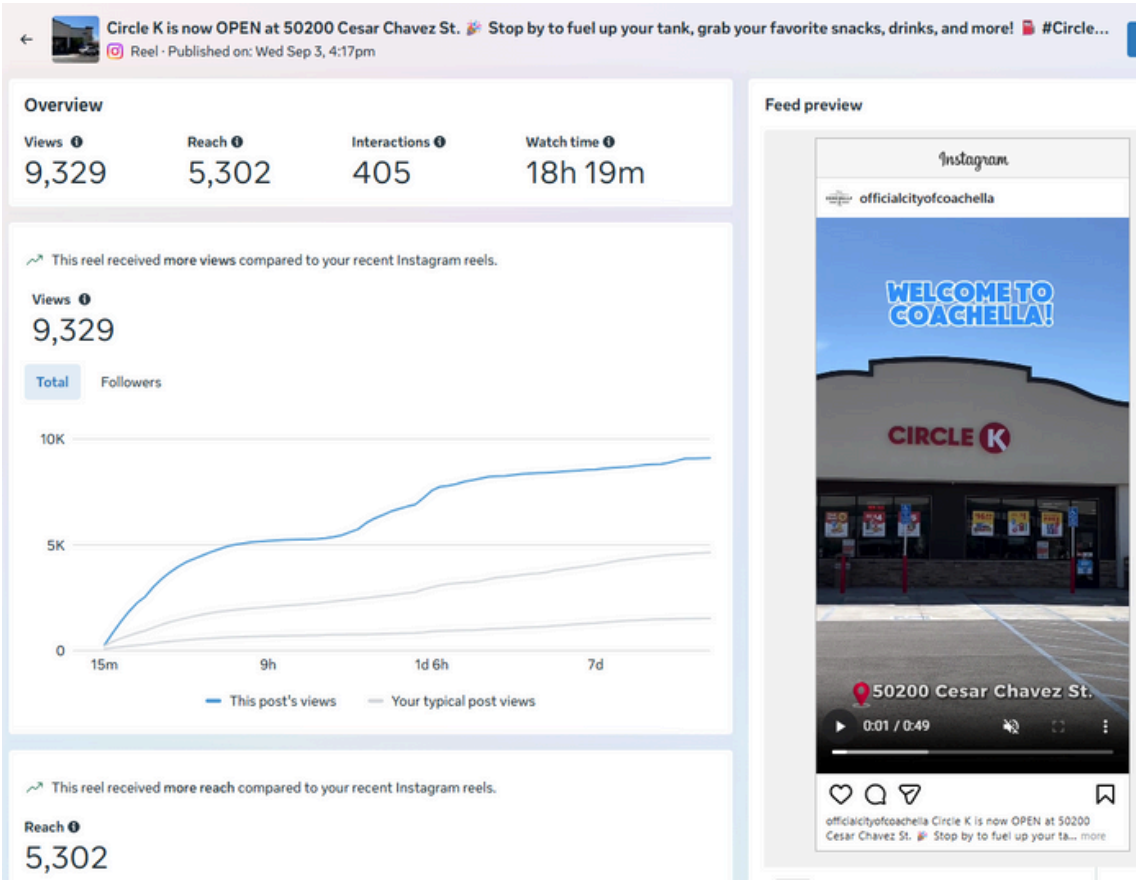 Circle K is now OPEN at 50200 Cesar Chavez St. 🎉 Stop by to fuel up your tank, grab your favorite snacks, drinks, and more! ⛽ #Circle...
Reel · Published on: Wed Sep 3, 4:17pm
Overview
Views Reach Interactions Watch time
9,329 5,302 405 18h 19m
This reel received more views compared to your recent Instagram reels.
Views
9,329
Total Followers
10K
5K
0
15m 9h 1d 6h 7d
This post's views Your typical post views
This reel received more reach compared to your recent Instagram reels.
Reach
5,302
Feed preview
Instagram
officialcityofcoachella
WELCOME TO
COACHELLA!
CIRCLE K
50200 Cesar Chavez St.
0:01 / 0:49
officialcityofcoachella Circle K is now OPEN at 50200
Cesar Chavez St. 🎉 Stop by to fuel up your ta... more